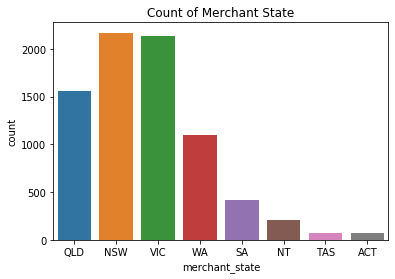 Count of Merchant State
count
2000
1500
1000
500
0
QLD NSW VIC WA SA NT TAS ACT
merchant_state